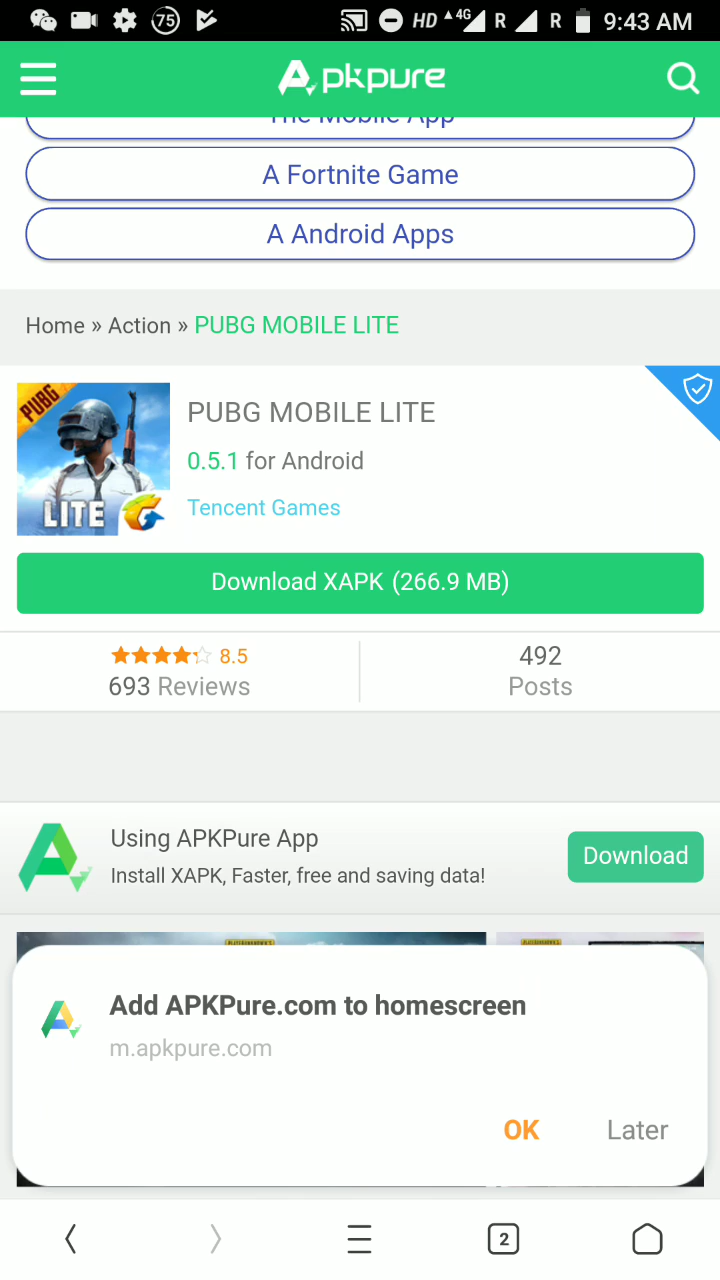 75
HD 4G R R 9:43 AM
Apkpure
The Mobile App
A Fortnite Game
A Android Apps
Home » Action » PUBG MOBILE LITE
PUBG
LITE
PUBG MOBILE LITE
0.5.1 for Android
Tencent Games
Download XAPK (266.9 MB)
8.5
693 Reviews
492
Posts
Using APKPure App
Install XAPK, Faster, free and saving data!
Download
Add APKPure.com to homescreen
m.apkpure.com
OK
Later
2